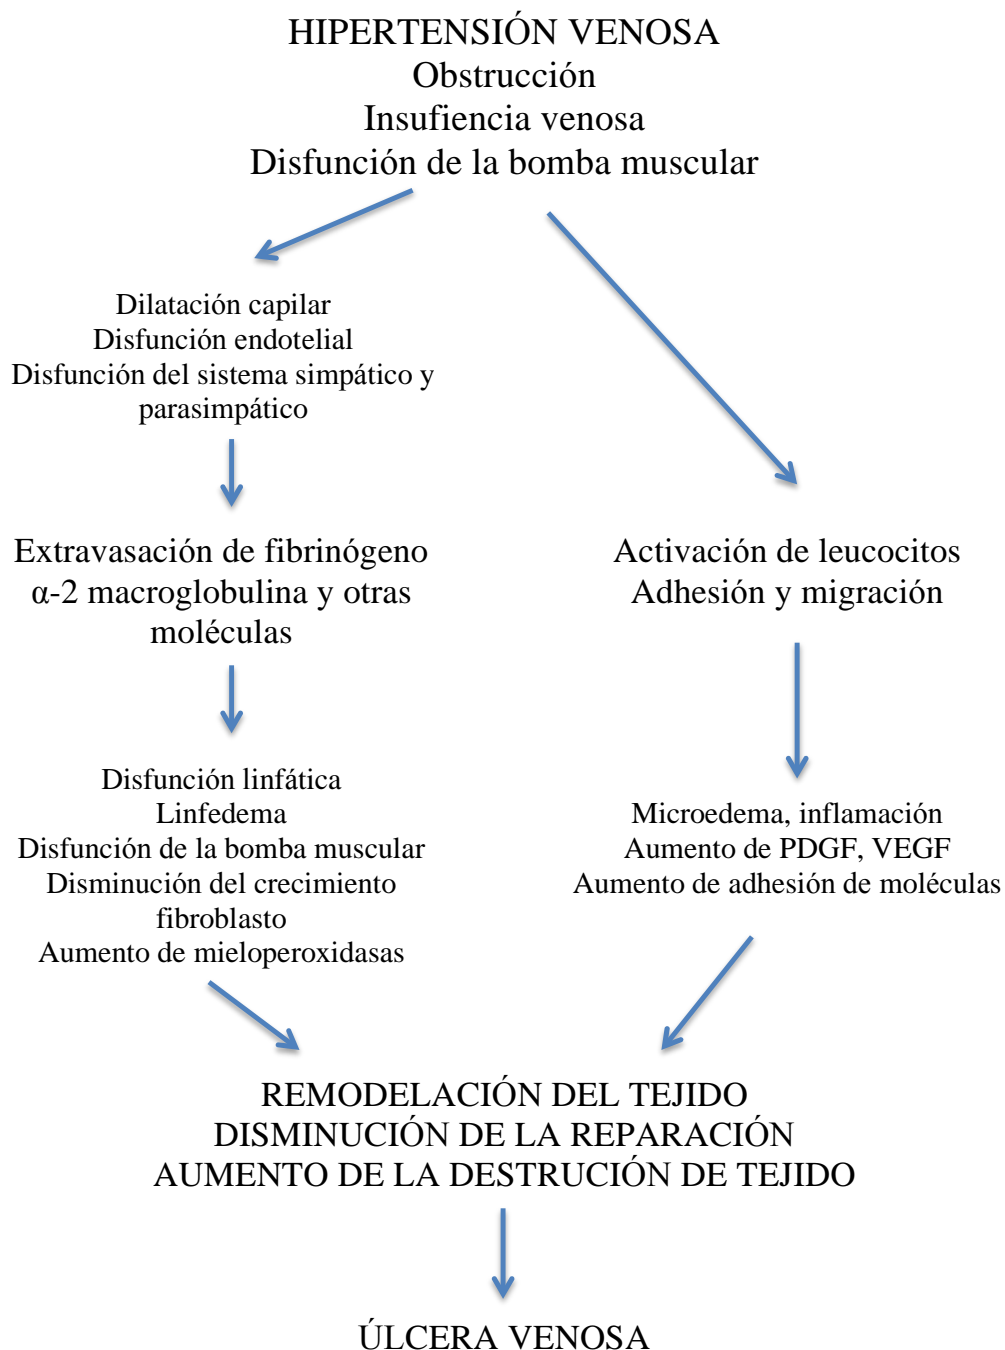 HIPERTENSIÓN VENOSA
Obstrucción
Insufiencia venosa
Disfunción de la bomba muscular
Dilatación capilar
Disfunción endotelial
Disfunción del sistema simpático y
parasimpático
Extravasación de fibrinógeno
α-2 macroglobulina y otras
moléculas
Disfunción linfática
Linfedema
Disfunción de la bomba muscular
Disminución del crecimiento
fibroblasto
Aumento de mieloperoxidasas
Activación de leucocitos
Adhesión y migración
Microedema, inflamación
Aumento de PDGF, VEGF
Aumento de adhesión de moléculas
REMODELACIÓN DEL TEJIDO
DISMINUCIÓN DE LA REPARACIÓN
AUMENTO DE LA DESTRUCIÓN DE TEJIDO
ÚLCERA VENOSA